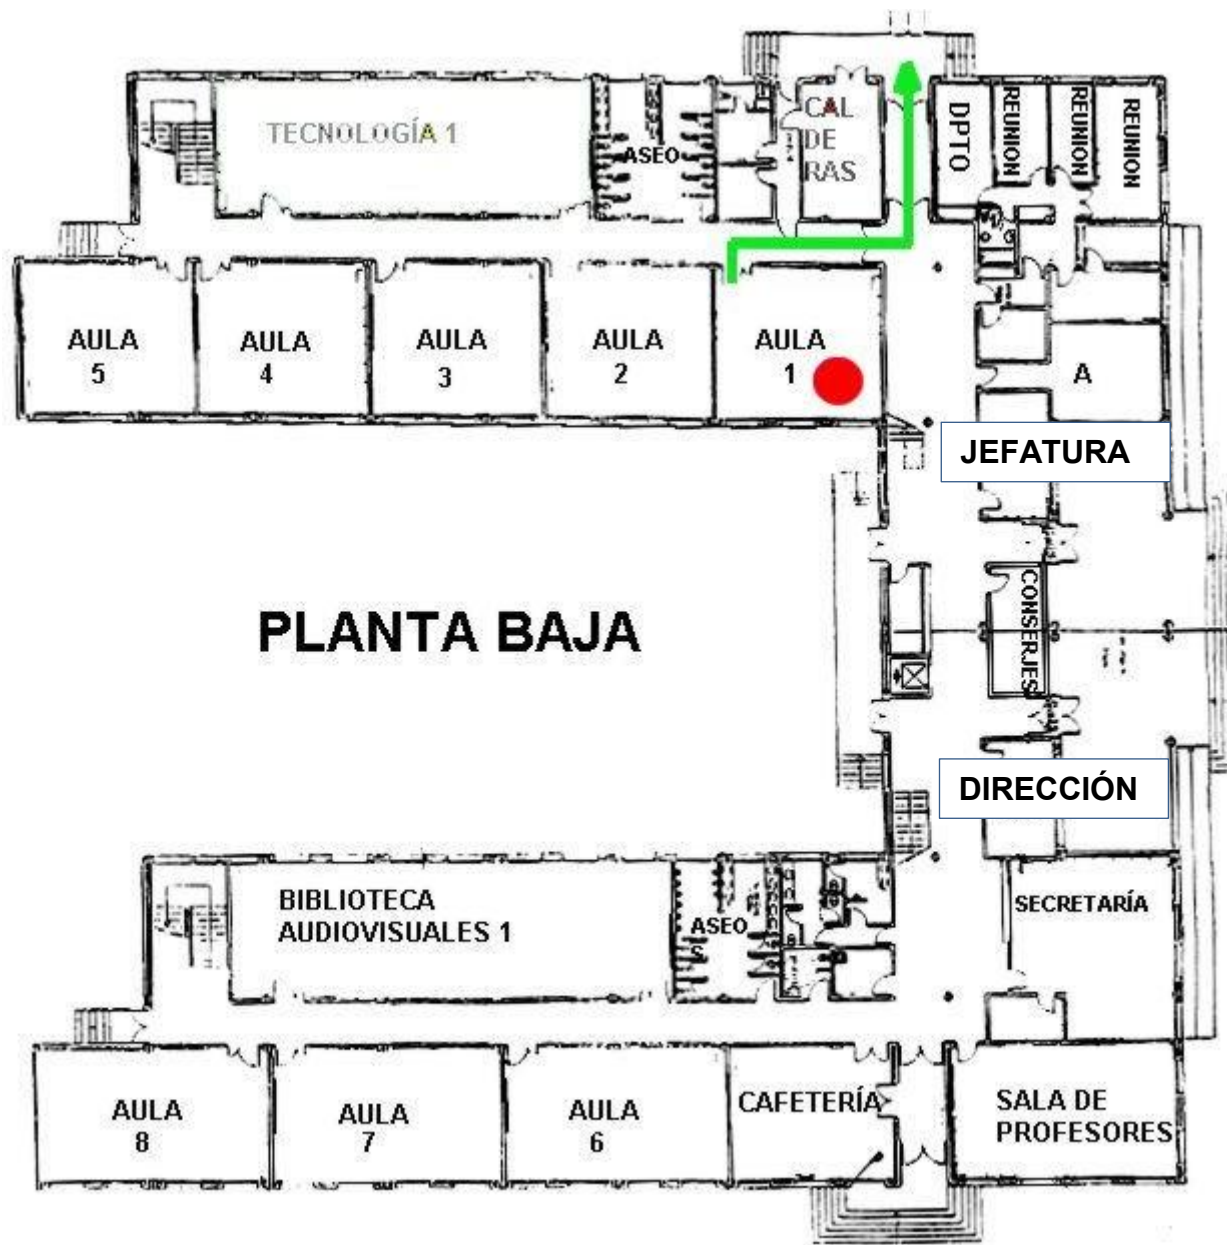 TECNOLOGÍA 1
ASEO
CAL
DE
RAS
DPTO
REUNION
REUNION
REUNION
AULA
5
AULA
4
AULA
3
AULA
2
AULA
1
A
JEFATURA
PLANTA BAJA
CONSERJES
DIRECCIÓN
BIBLIOTECA
AUDIOVISUALES 1
ASEO
SECRETARÍA
AULA
8
AULA
7
AULA
6
CAFETERÍA
SALA DE
PROFESORES